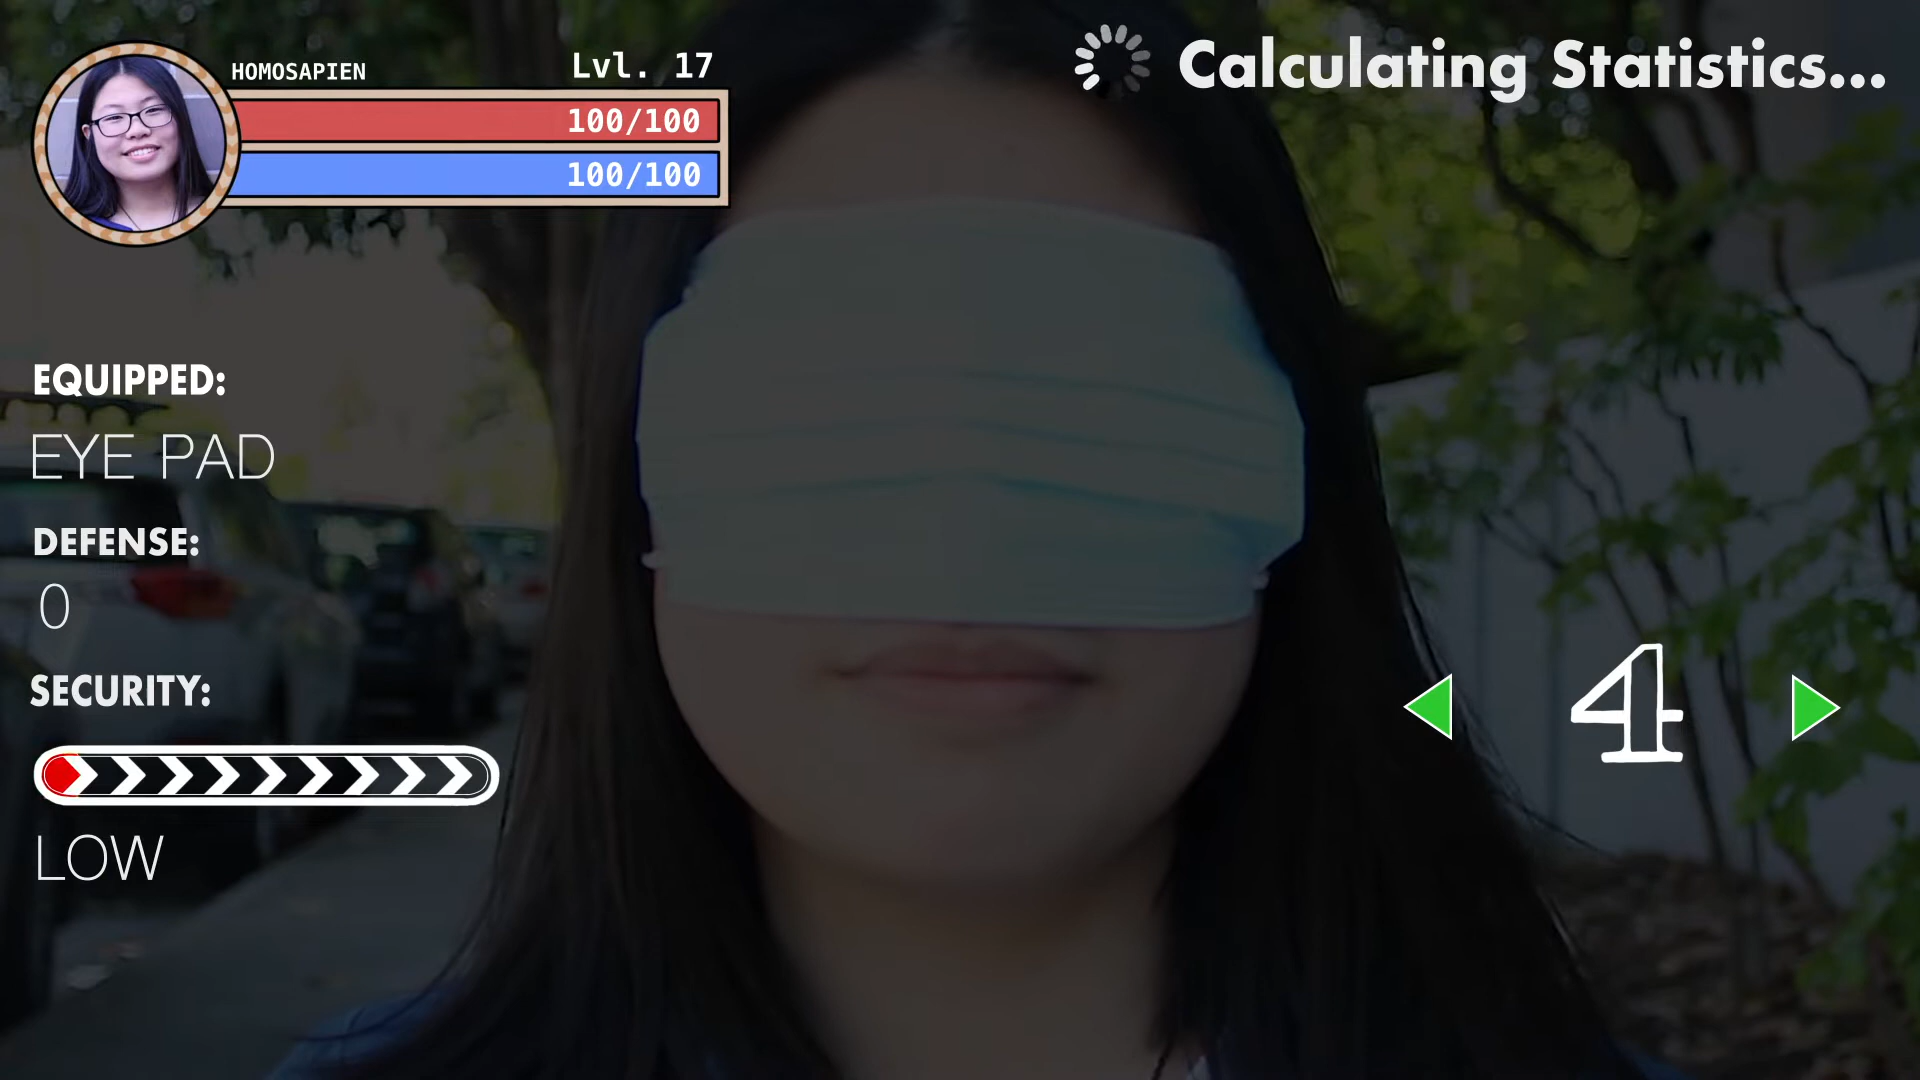 HOMOSAPIEN
Lvl. 17
100/100
100/100
Calculating Statistics...
EQUIPPED:
EYE PAD
DEFENSE:
0
SECURITY:
LOW
4